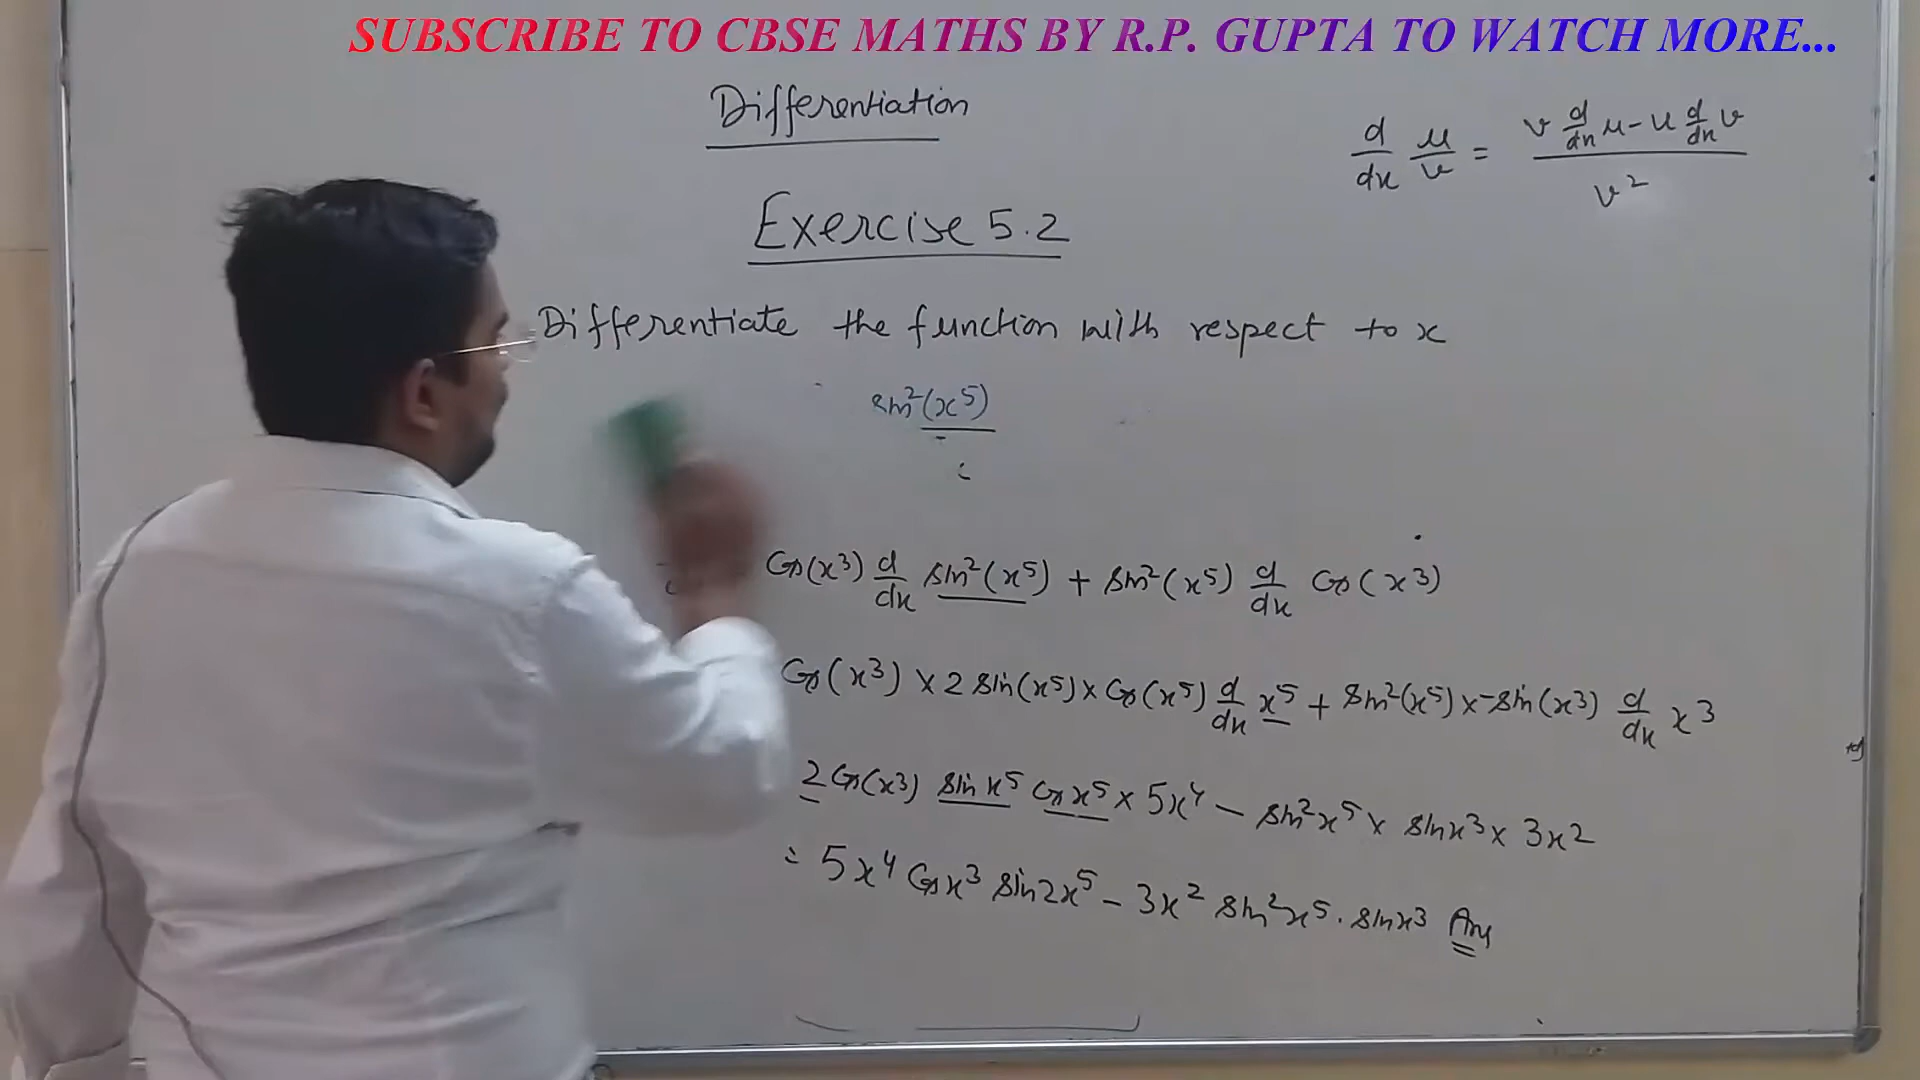 SUBSCRIBE TO CBSE MATHS BY R.P. GUPTA TO WATCH MORE...
Differentiation
d/dx u/v = (v d/dx u - u d/dx v) / v²
Exercise 5.2
Differentiate the function with respect to x
sin²(x⁵)
Cos(x³) d/dx sin²(x⁵) + sin²(x⁵) d/dx Cos(x³)
Cos(x³) × 2 sin(x⁵) × Cos(x⁵) d/dx x⁵ + sin²(x⁵) × -sin(x³) d/dx x³
2 Cos(x³) sin x⁵ Cos x⁵ × 5x⁴ - sin²x⁵ × sin x³ × 3x²
= 5x⁴ Cos x³ sin 2x⁵ - 3x² sin²x⁵ . sin x³ Ans